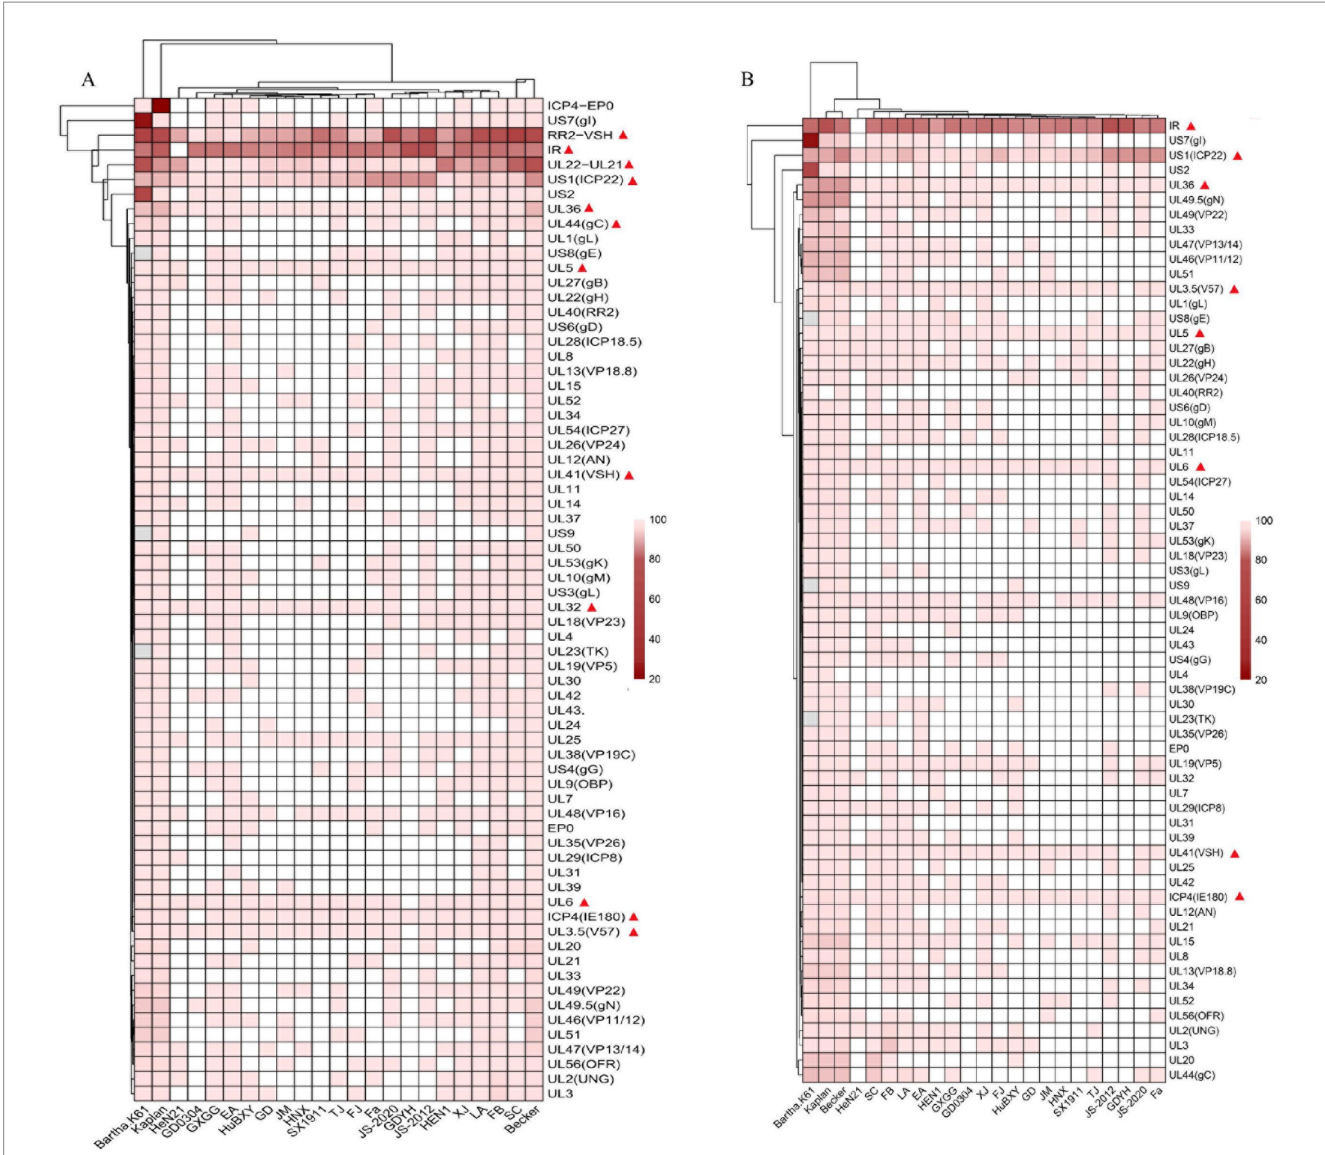 A
ICP4-EP0
US7(gI)
RR2-VSH
IR
UL22-UL21
US1(ICP22)
US2
UL36
UL44(gC)
UL1(gL)
US8(gE)
UL5
UL27(gB)
UL22(gH)
UL40(RR2)
US6(gD)
UL28(ICP18.5)
UL8
UL13(VP18.8)
UL15
UL52
UL34
UL54(ICP27)
UL26(VP24)
UL12(AN)
UL41(VSH)
UL11
UL14
UL37
US9
UL50
UL53(gK)
UL10(gM)
US3(gL)
UL32
UL18(VP23)
UL4
UL23(TK)
UL19(VP5)
UL30
UL42
UL43.
UL24
UL25
UL38(VP19C)
US4(gG)
UL9(OBP)
UL7
UL48(VP16)
EP0
UL35(VP26)
UL29(ICP8)
UL31
UL39
UL6
ICP4(IE180)
UL3.5(V57)
UL20
UL21
UL33
UL49(VP22)
UL49.5(gN)
UL46(VP11/12)
UL51
UL47(VP13/14)
UL56(OFR)
UL2(UNG)
UL3
100
80
60
40
20
Bartha.K61
Kaplan
HeN21
GD0304
GXGG
EA
HuBXY
GD
JM
HNX
SX1911
TJ
FJ
Fa
JS-2020
GDYH
JS-2012
HEN1
XJ
LA
FB
SC
Becker
B
IR
US7(gI)
US1(ICP22)
US2
UL36
UL49.5(gN)
UL49(VP22)
UL33
UL47(VP13/14)
UL46(VP11/12)
UL51
UL3.5(V57)
UL1(gL)
US8(gE)
UL5
UL27(gB)
UL22(gH)
UL26(VP24)
UL40(RR2)
US6(gD)
UL10(gM)
UL28(ICP18.5)
UL11
UL6
UL54(ICP27)
UL14
UL50
UL37
UL53(gK)
UL18(VP23)
US3(gL)
US9
UL48(VP16)
UL9(OBP)
UL24
UL43
US4(gG)
UL4
UL38(VP19C)
UL30
UL23(TK)
UL35(VP26)
EP0
UL19(VP5)
UL32
UL7
UL29(ICP8)
UL31
UL39
UL41(VSH)
UL25
UL42
ICP4(IE180)
UL12(AN)
UL21
UL15
UL8
UL13(VP18.8)
UL34
UL52
UL56(OFR)
UL2(UNG)
UL3
UL20
UL44(gC)
100
80
60
40
20
Bartha.K61
Kaplan
Becker
HeN21
SC
FB
LA
EA
HEN1
GXGG
GD0304
XJ
FJ
HuBXY
GD
JM
HNX
SX1911
TJ
JS-2012
GDYH
JS-2020
Fa